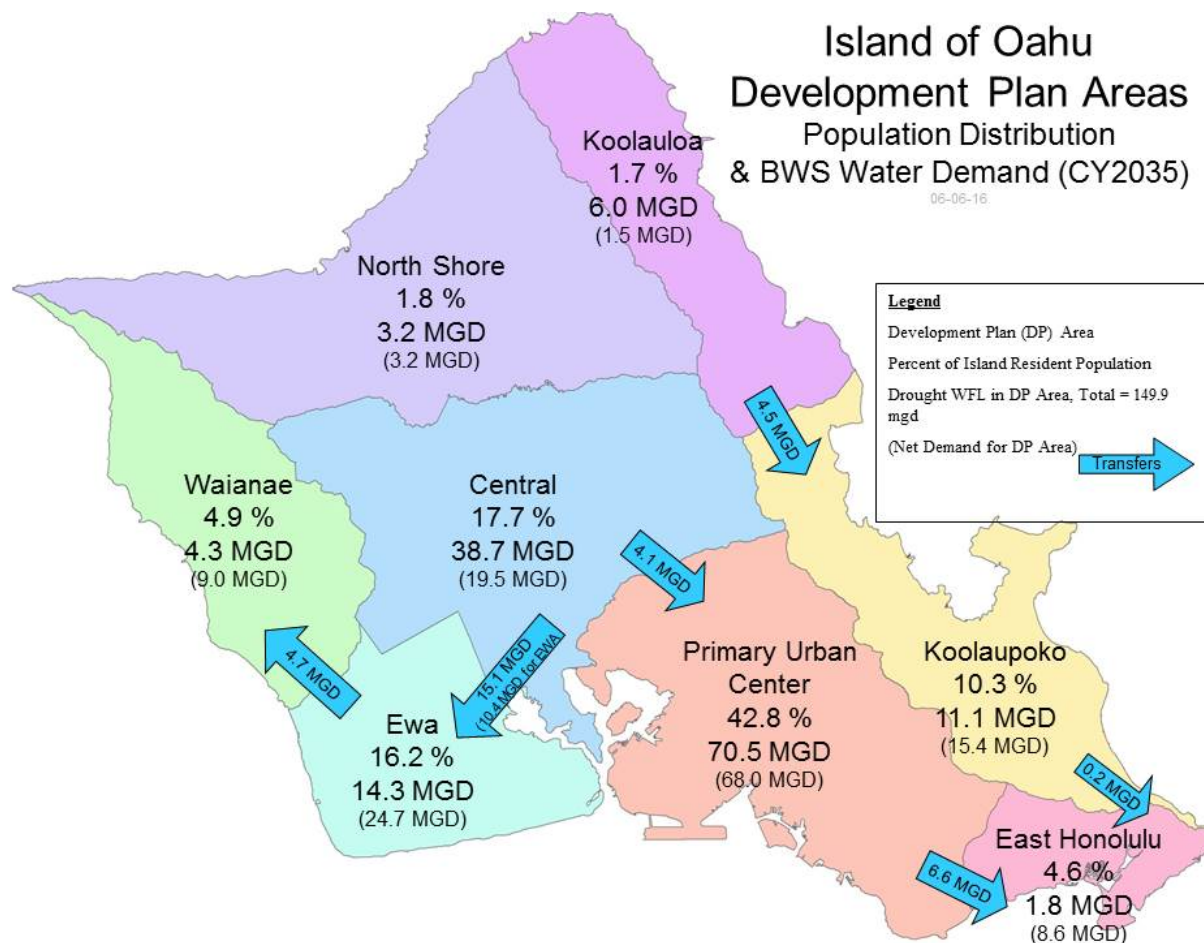 Island of Oahu
Development Plan Areas
Population Distribution
& BWS Water Demand (CY2035)
06-06-16
Koolauloa
1.7 %
6.0 MGD
(1.5 MGD)
North Shore
1.8 %
3.2 MGD
(3.2 MGD)
Legend
Development Plan (DP) Area
Percent of Island Resident Population
Drought WFL in DP Area, Total = 149.9
mgd
(Net Demand for DP Area)
Transfers
4.5 MGD
Waianae
4.9 %
4.3 MGD
(9.0 MGD)
Central
17.7 %
38.7 MGD
(19.5 MGD)
4.1 MGD
4.7 MGD
15.1 MGD
(10.4 MGD for EWA)
Ewa
16.2 %
14.3 MGD
(24.7 MGD)
Primary Urban
Center
42.8 %
70.5 MGD
(68.0 MGD)
Koolaupoko
10.3 %
11.1 MGD
(15.4 MGD)
0.2 MGD
6.6 MGD
East Honolulu
4.6 %
1.8 MGD
(8.6 MGD)